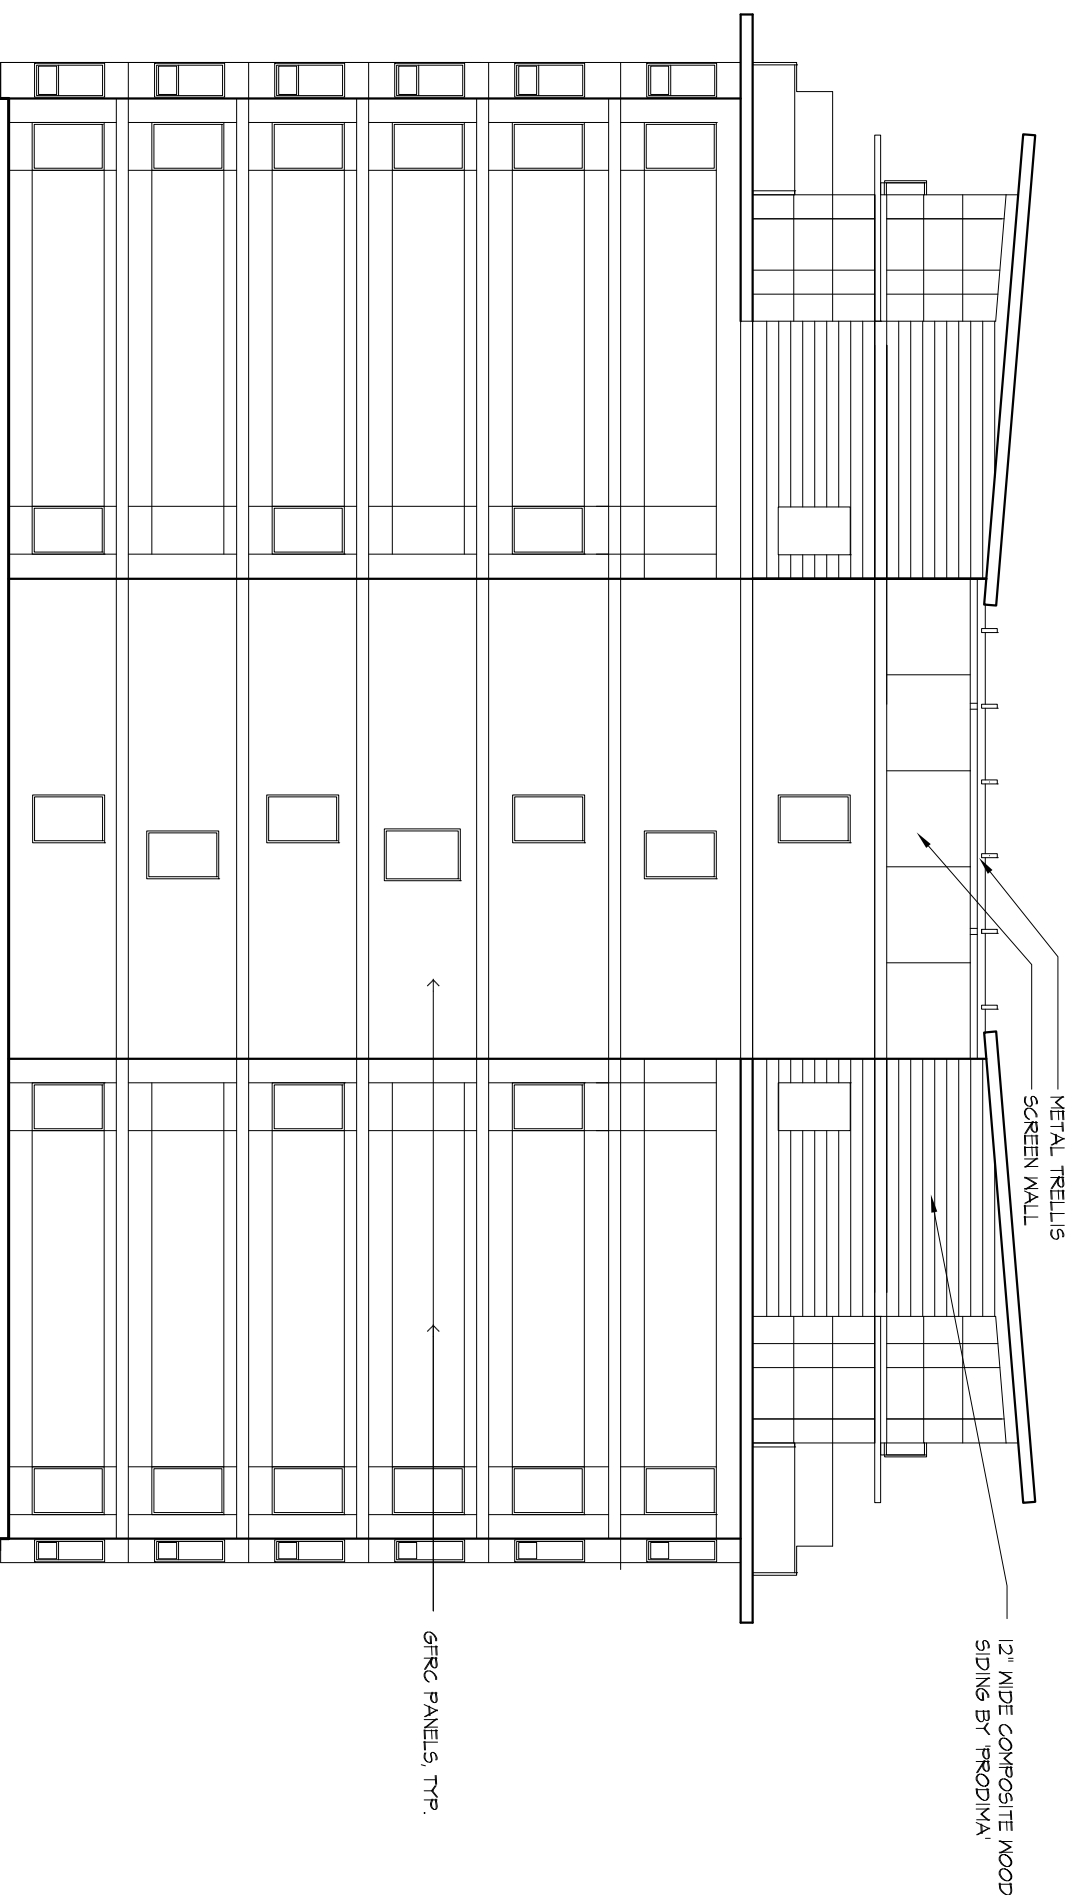 METAL TRELLIS
SCREEN WALL
12" WIDE COMPOSITE WOOD
SIDING BY 'PRODIMA'
GFRC PANELS, TYP.